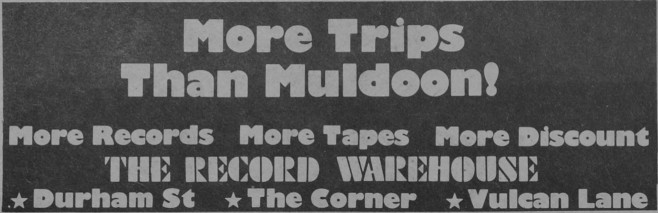 More Trips
Than Muldoon!
More Records More Tapes More Discount
THE RECORD WAREHOUSE
★ Durham St ★ The Corner ★ Vulcan Lane